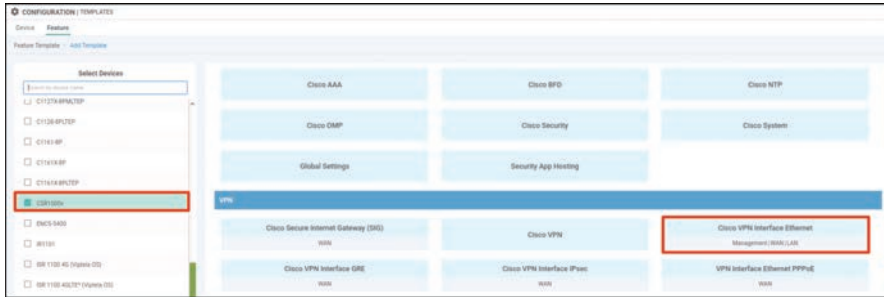 CONFIGURATION | TEMPLATES
Device Feature
Feature Template Add Template
Select Devices
Search by device name
C1127X-8PMLTEP
C1128-8PLTEP
C1161-8P
C1161X-8P
C1161X-8PLTEP
CSR1000v
ENCS-5400
IR1101
ISR 1100 4G (Viptela OS)
ISR 1100 4GLTE* (Viptela OS)
Cisco AAA
Cisco BFD
Cisco NTP
Cisco OMP
Cisco Security
Cisco System
Global Settings
Security App Hosting
VPN
Cisco Secure Internet Gateway (SIG)
WAN
Cisco VPN
Cisco VPN Interface Ethernet
Management | WAN | LAN
Cisco VPN Interface GRE
WAN
Cisco VPN Interface IPsec
WAN
VPN Interface Ethernet PPPoE
WAN